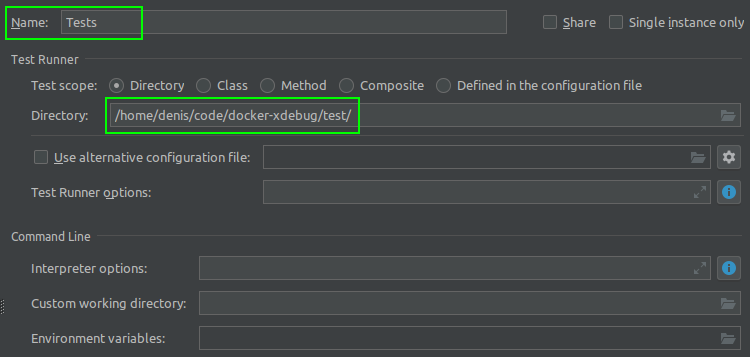 Name: Tests Share Single instance only
Test Runner
Test scope: Directory Class Method Composite Defined in the configuration file
Directory: /home/denis/code/docker-xdebug/test/
Use alternative configuration file:
Test Runner options:
Command Line
Interpreter options:
Custom working directory:
Environment variables: